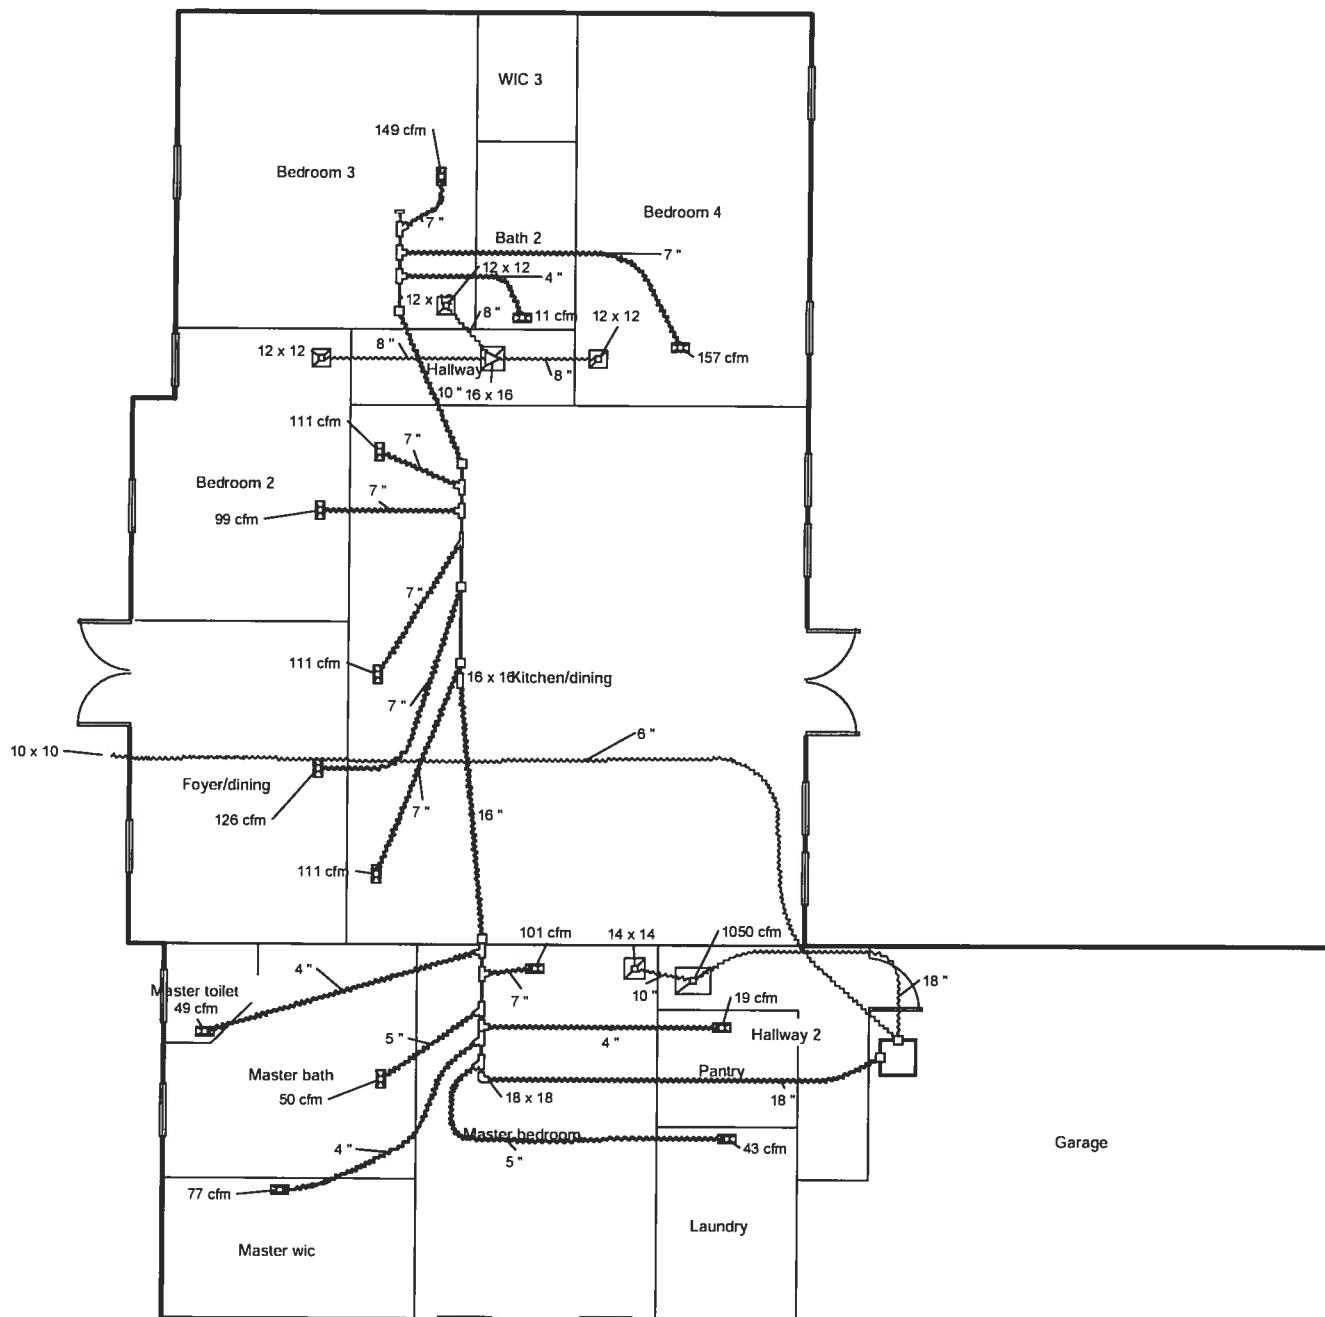 WIC 3
149 cfm
Bedroom 3
Bedroom 4
7 "
Bath 2
7 "
12 x 12
4 "
12 x 12
8 "
11 cfm
12 x 12
12 x 12
8 "
157 cfm
Hallway
8 "
10 "
16 x 16
111 cfm
7 "
Bedroom 2
7 "
99 cfm
7 "
111 cfm
16 x 16
Kitchen/dining
7 "
6 "
10 x 10
Foyer/dining
7 "
16 "
126 cfm
111 cfm
101 cfm
14 x 14
1050 cfm
4 "
Master toilet
49 cfm
7 "
10 "
18 "
19 cfm
5 "
4 "
Hallway 2
Master bath
Pantry
50 cfm
18 x 18
18 "
4 "
Master bedroom
5 "
43 cfm
Garage
77 cfm
Laundry
Master wic